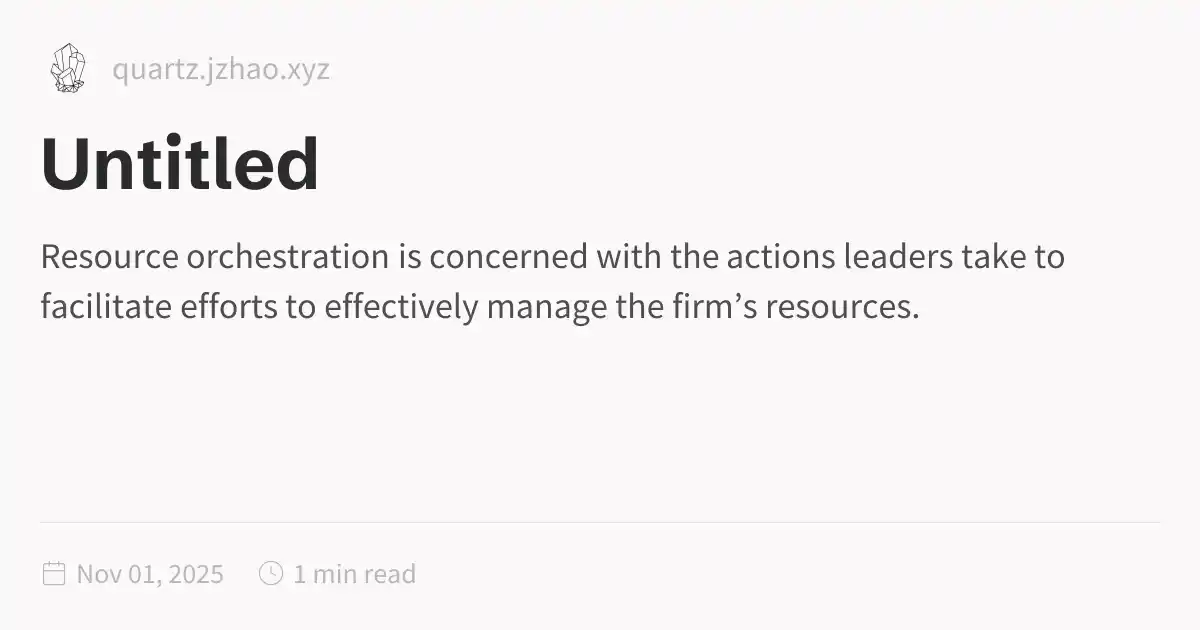 quartz.jzhao.xyz
Untitled
Resource orchestration is concerned with the actions leaders take to
facilitate efforts to effectively manage the firm’s resources.
Nov 01, 2025 1 min read